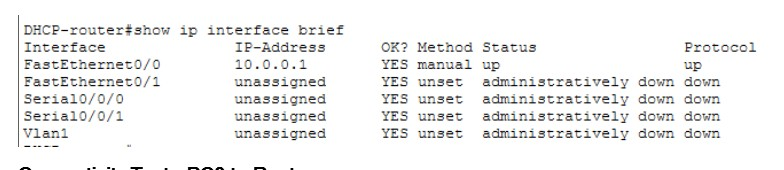 DHCP-router#show ip interface brief
Interface IP-Address OK? Method Status Protocol
FastEthernet0/0 10.0.0.1 YES manual up up
FastEthernet0/1 unassigned YES unset administratively down down
Serial0/0/0 unassigned YES unset administratively down down
Serial0/0/1 unassigned YES unset administratively down down
Vlan1 unassigned YES unset administratively down down